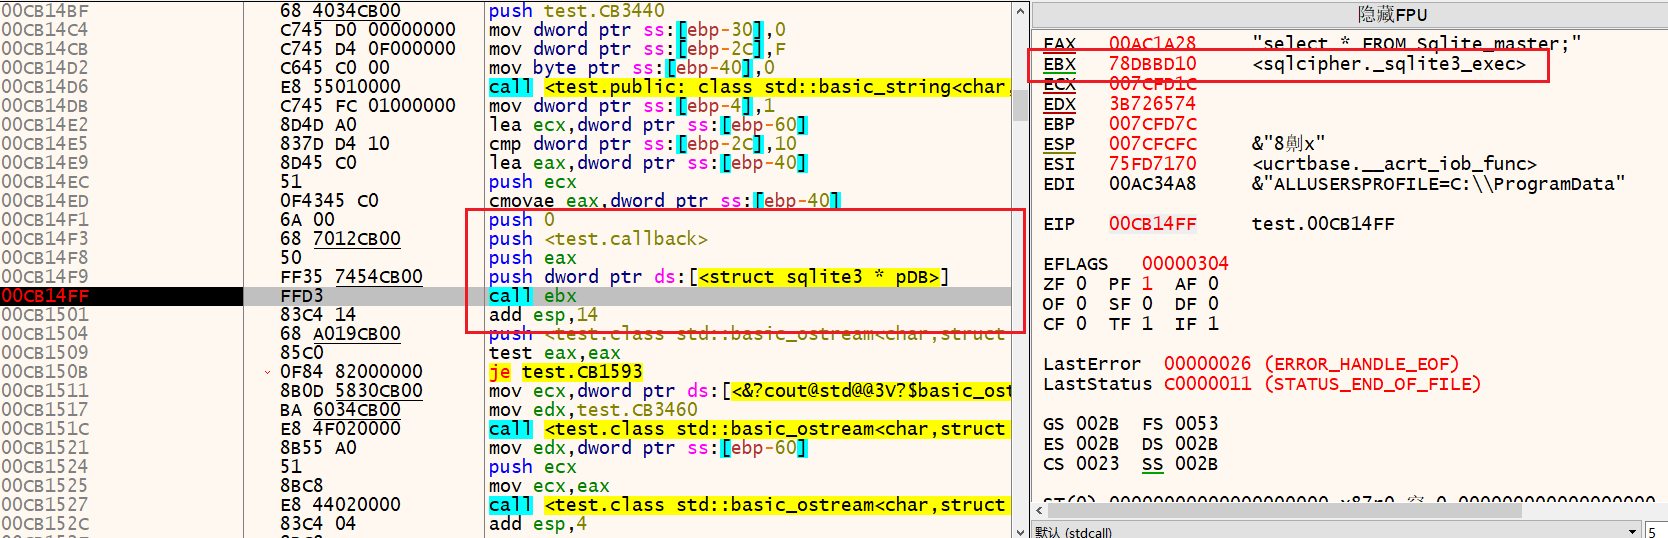 00CB14BF 68 4034CB00 push test.CB3440
00CB14C4 C745 D0 00000000 mov dword ptr ss:[ebp-30],0
00CB14CB C745 D4 0F000000 mov dword ptr ss:[ebp-2C],F
00CB14D2 C645 C0 00 mov byte ptr ss:[ebp-40],0
00CB14D6 E8 55010000 call <test.public: class std::basic_string<char,
00CB14DB C745 FC 01000000 mov dword ptr ss:[ebp-4],1
00CB14E2 8D4D A0 lea ecx,dword ptr ss:[ebp-60]
00CB14E5 837D D4 10 cmp dword ptr ss:[ebp-2C],10
00CB14E9 8D45 C0 lea eax,dword ptr ss:[ebp-40]
00CB14EC 51 push ecx
00CB14ED 0F4345 C0 cmovae eax,dword ptr ss:[ebp-40]
00CB14F1 6A 00 push 0
00CB14F3 68 7012CB00 push <test.callback>
00CB14F8 50 push eax
00CB14F9 FF35 7454CB00 push dword ptr ds:[<struct sqlite3 * pDB>]
00CB14FF FFD3 call ebx
00CB1501 83C4 14 add esp,14
00CB1504 68 A019CB00 push <test.class std::basic_ostream<char,struct
00CB1509 85C0 test eax,eax
00CB150B 0F84 82000000 je test.CB1593
00CB1511 8B0D 5830CB00 mov ecx,dword ptr ds:[<&?cout@std@@3V?$basic_ost
00CB1517 BA 6034CB00 mov edx,test.CB3460
00CB151C E8 4F020000 call <test.class std::basic_ostream<char,struct
00CB1521 8B55 A0 mov edx,dword ptr ss:[ebp-60]
00CB1524 51 push ecx
00CB1525 8BC8 mov ecx,eax
00CB1527 E8 44020000 call <test.class std::basic_ostream<char,struct
00CB152C 83C4 04 add esp,4
隐藏FPU
EAX 00AC1A28 "select * FROM Sqlite_master;"
EBX 78DBBD10 <sqlcipher._sqlite3_exec>
ECX 007CFD1C
EDX 3B726574
EBP 007CFD7C
ESP 007CFCFC &"8劓x"
ESI 75FD7170 <ucrtbase.__acrt_iob_func>
EDI 00AC34A8 &"ALLUSERSPROFILE=C:\\ProgramData"
EIP 00CB14FF test.00CB14FF
EFLAGS 00000304
ZF 0 PF 1 AF 0
OF 0 SF 0 DF 0
CF 0 TF 1 IF 1
LastError 00000026 (ERROR_HANDLE_EOF)
LastStatus C0000011 (STATUS_END_OF_FILE)
GS 002B FS 0053
ES 002B DS 002B
CS 0023 SS 002B
默认 (stdcall) 5